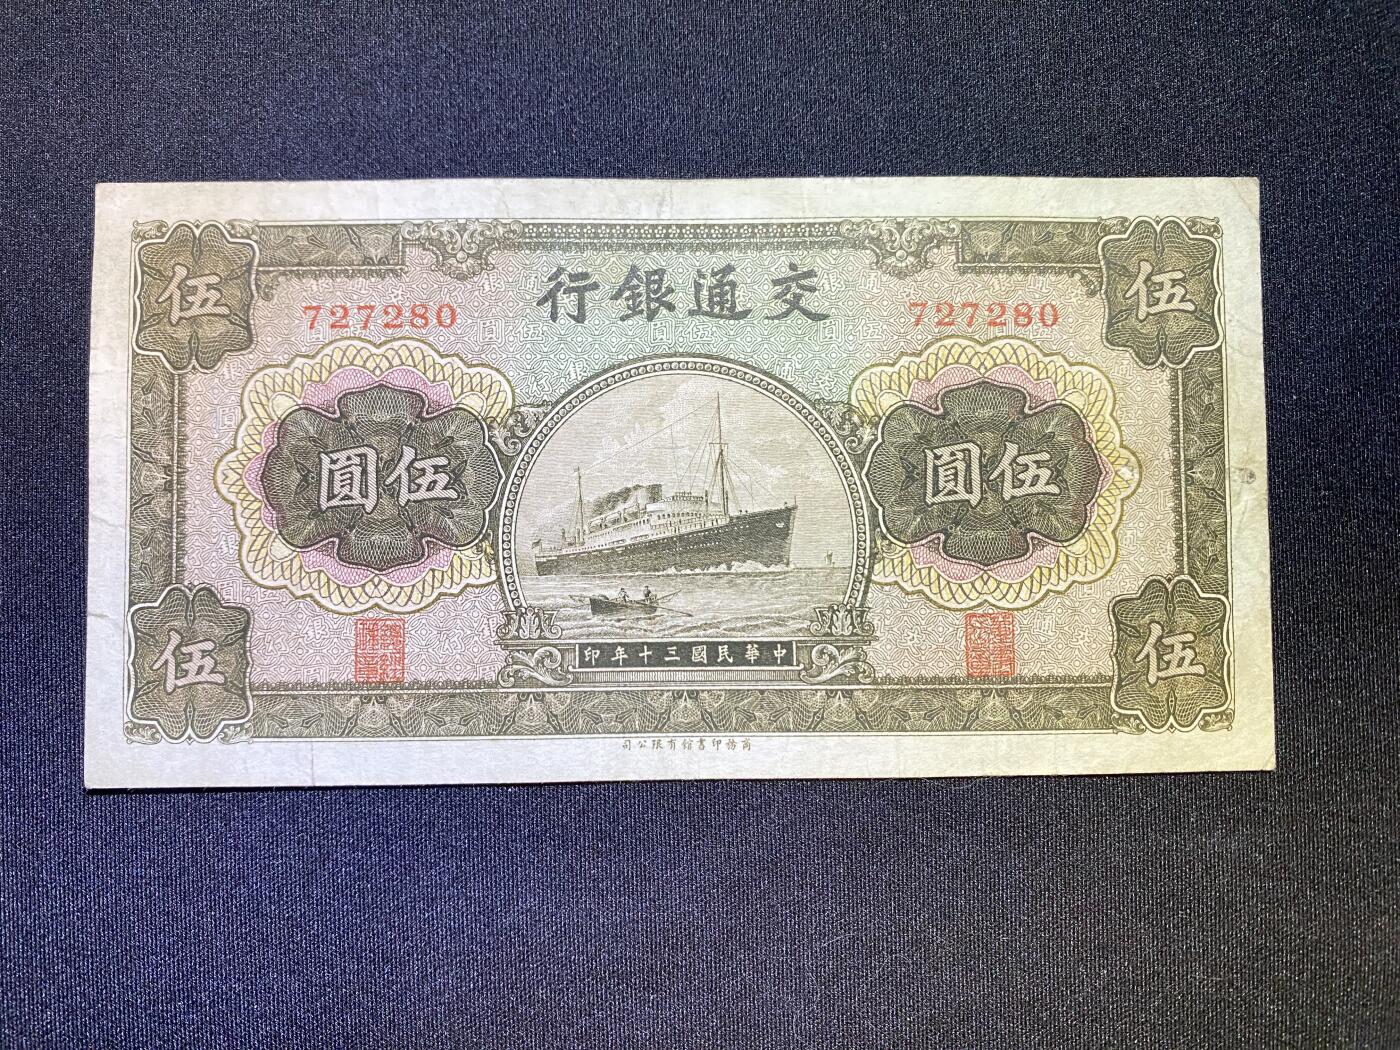 伍
伍
交通銀行
727280
727280
伍圓
伍圓
中華民國三十年印
伍
伍
商務印書館有限公司